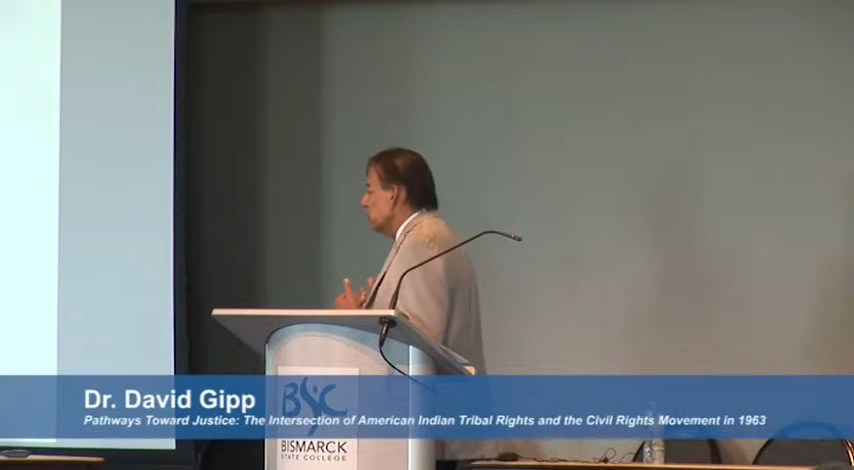 Dr. David Gipp
Pathways Toward Justice: The Intersection of American Indian Tribal Rights and the Civil Rights Movement in 1963
BSC
BISMARCK
STATE COLLEGE